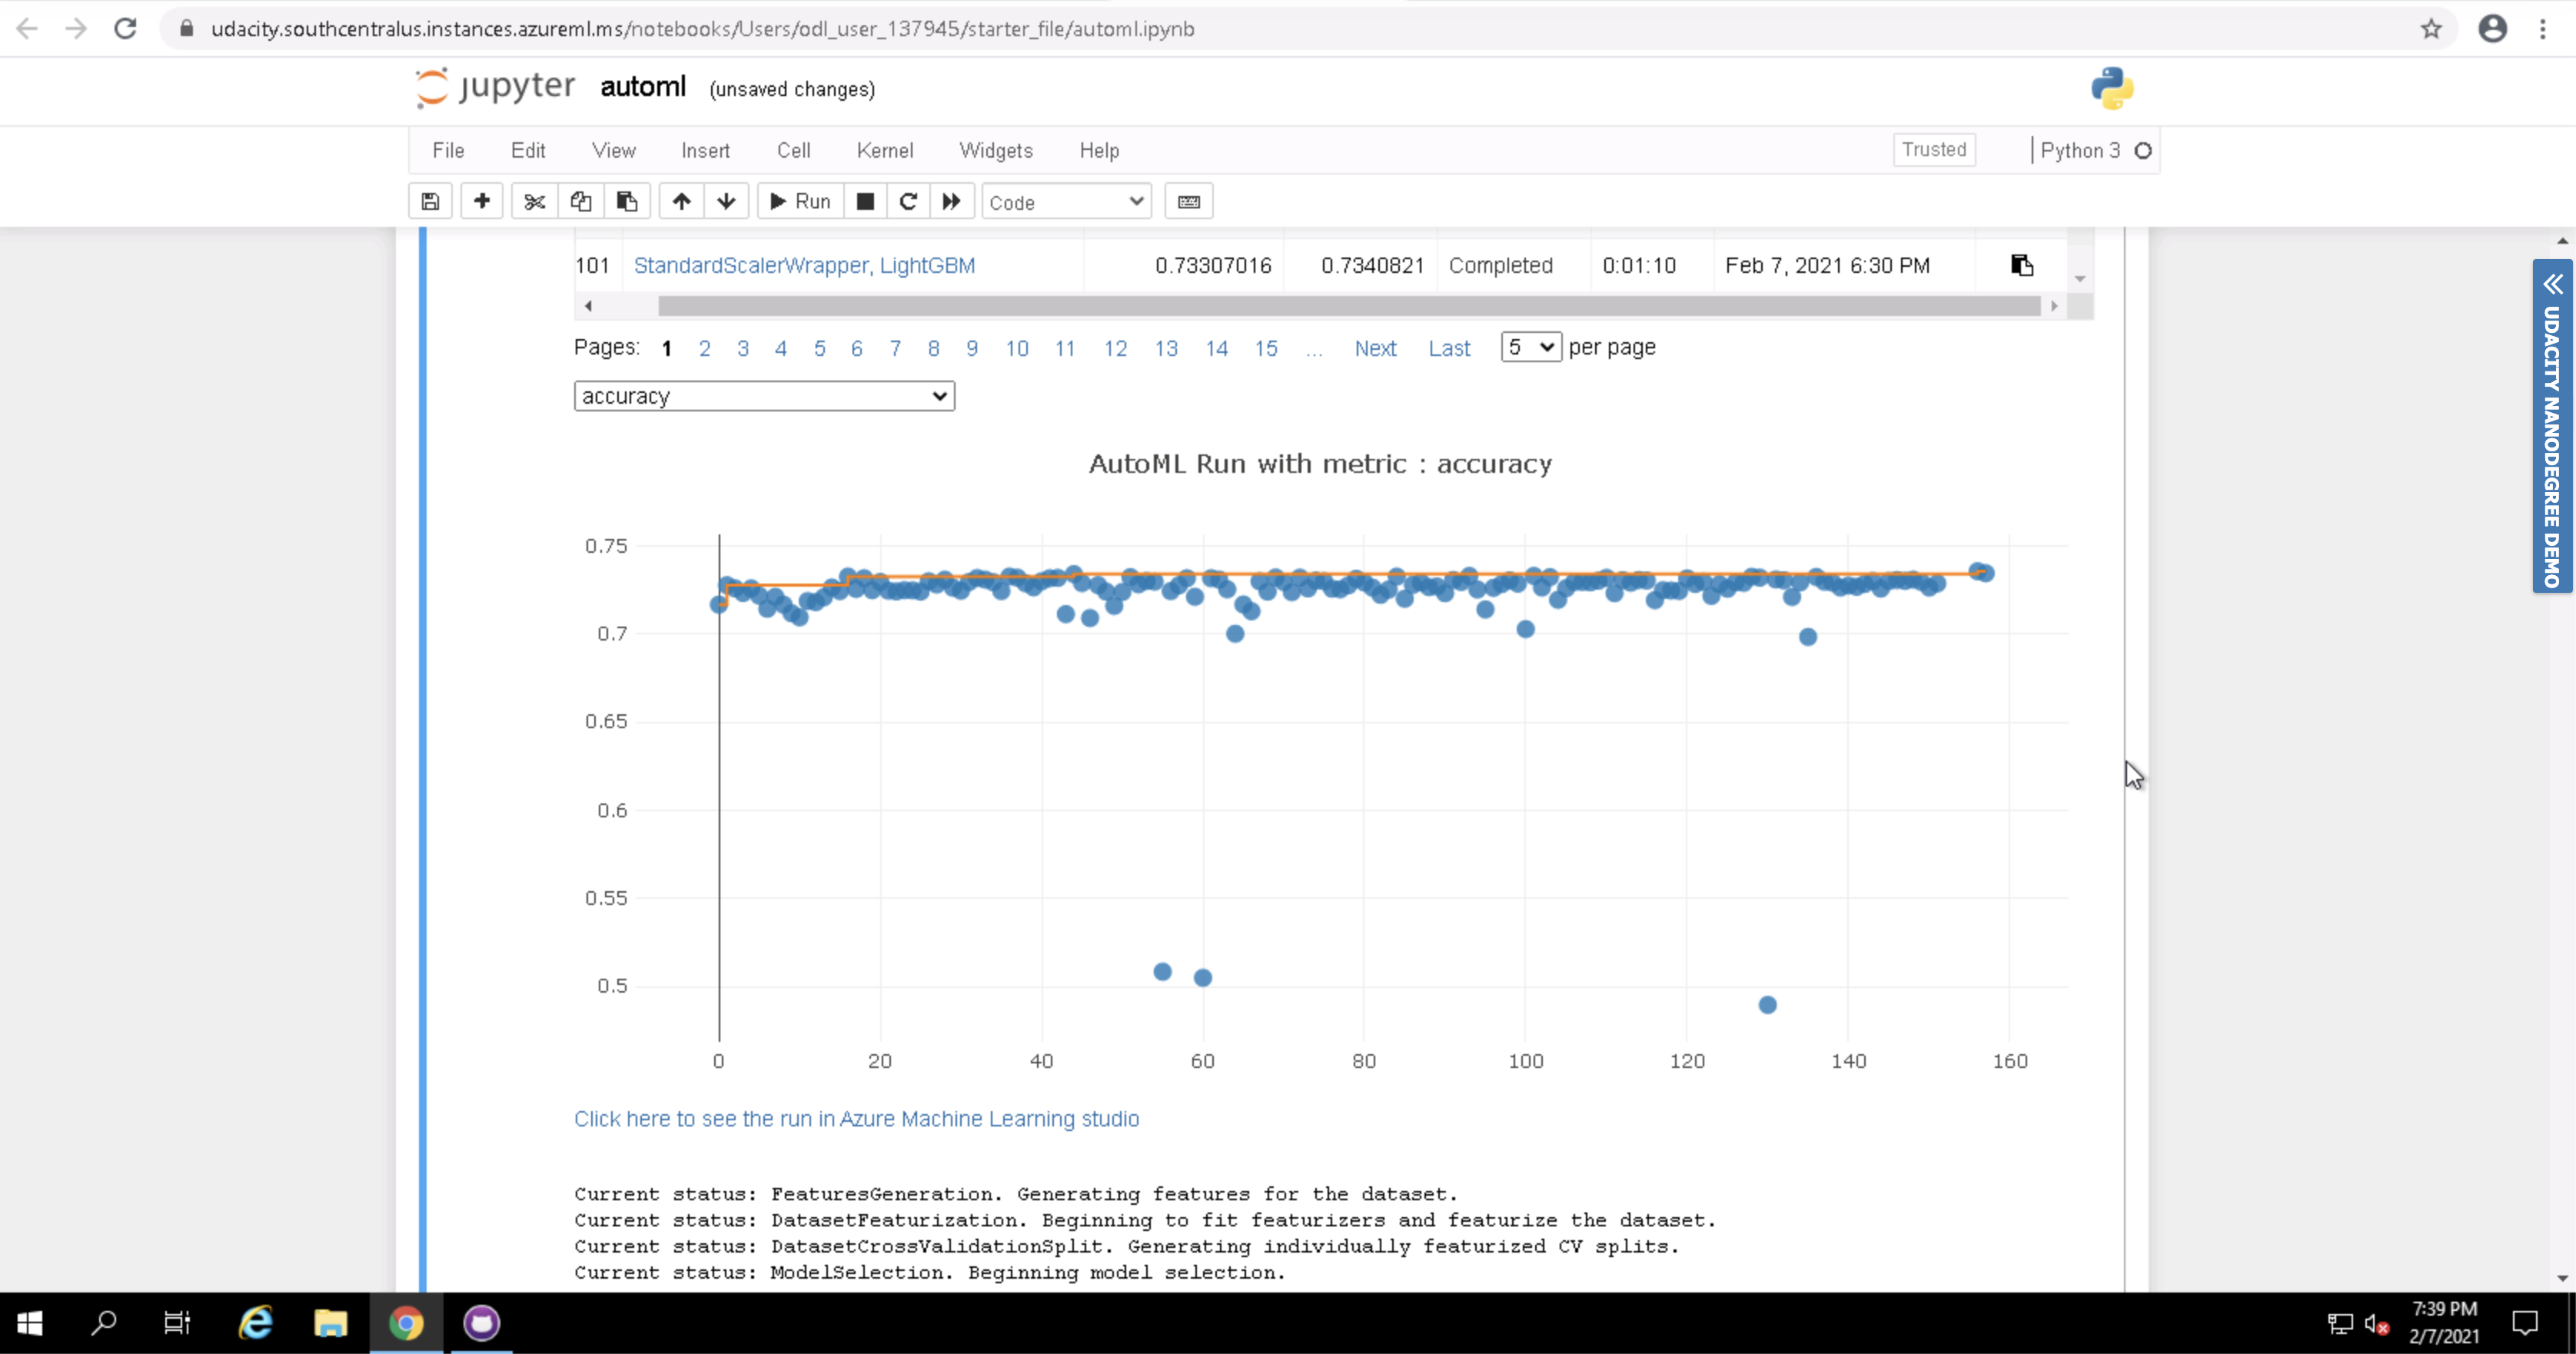 udacity.southcentralus.instances.azureml.ms/notebooks/Users/odl_user_137945/starter_file/automl.ipynb
jupyter automl (unsaved changes)
File Edit View Insert Cell Kernel Widgets Help Trusted Python 3
Run Code
101 StandardScalerWrapper, LightGBM 0.73307016 0.7340821 Completed 0:01:10 Feb 7, 2021 6:30 PM
Pages: 1 2 3 4 5 6 7 8 9 10 11 12 13 14 15 ... Next Last 5 per page
accuracy
AutoML Run with metric : accuracy
0.75
0.7
0.65
0.6
0.55
0.5
0 20 40 60 80 100 120 140 160
Click here to see the run in Azure Machine Learning studio
Current status: FeaturesGeneration. Generating features for the dataset.
Current status: DatasetFeaturization. Beginning to fit featurizers and featurize the dataset.
Current status: DatasetCrossValidationSplit. Generating individually featurized CV splits.
Current status: ModelSelection. Beginning model selection.
UDACITY NANODEGREE DEMO
7:39 PM
2/7/2021